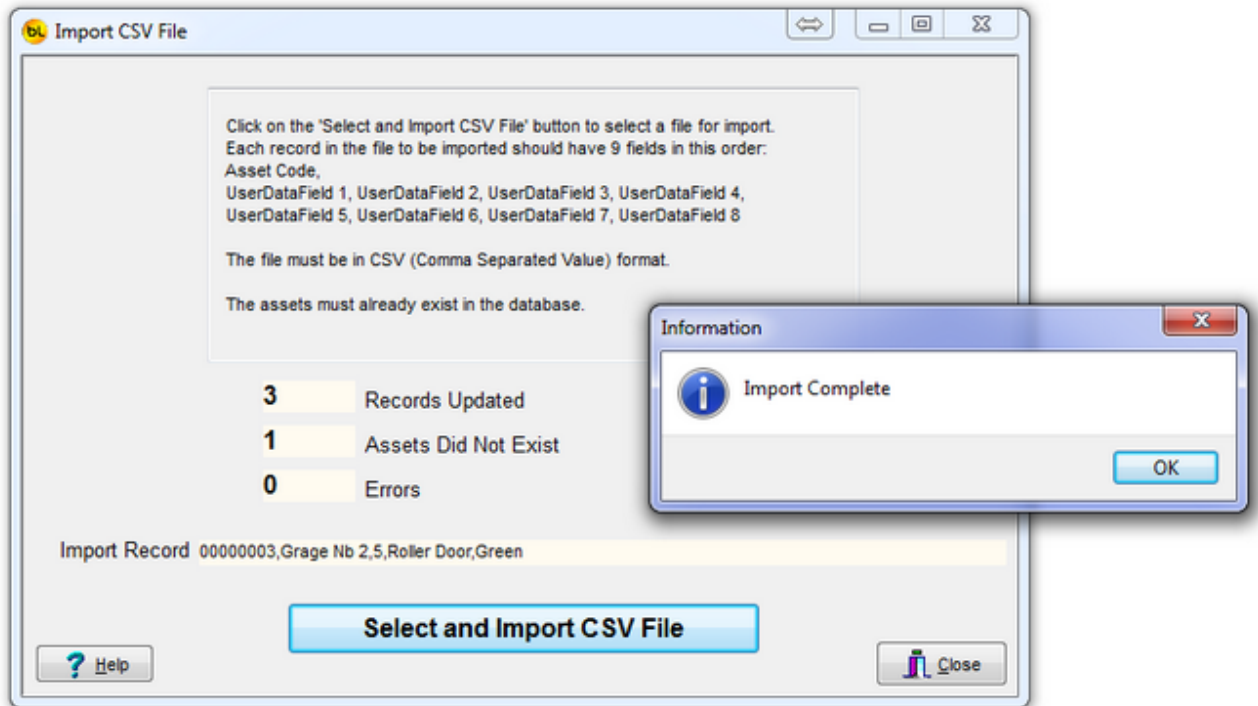 bL Import CSV File
Click on the 'Select and Import CSV File' button to select a file for import.
Each record in the file to be imported should have 9 fields in this order:
Asset Code,
UserDataField 1, UserDataField 2, UserDataField 3, UserDataField 4,
UserDataField 5, UserDataField 6, UserDataField 7, UserDataField 8
The file must be in CSV (Comma Separated Value) format.
The assets must already exist in the database.
Information
Import Complete
OK
3 Records Updated
1 Assets Did Not Exist
0 Errors
Import Record 00000003,Grage Nb 2,5,Roller Door,Green
Select and Import CSV File
? Help
Close